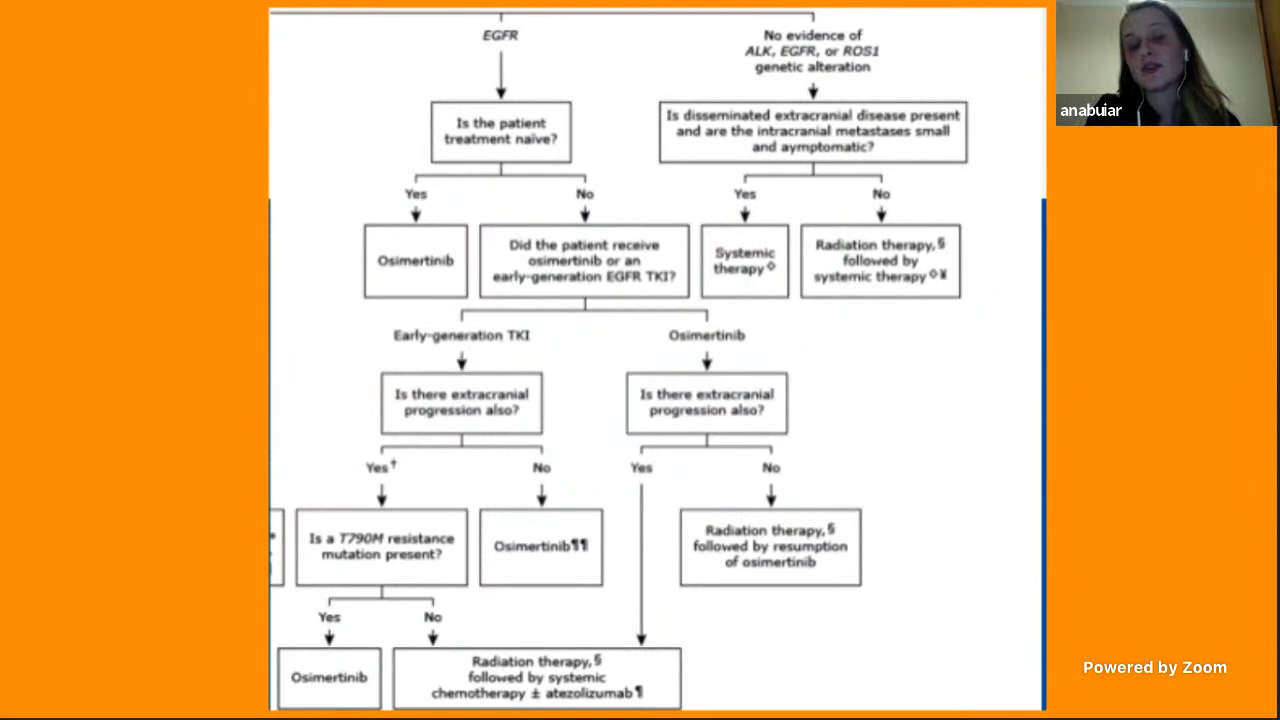 EGFR
No evidence of
ALK, EGFR, or ROS1
genetic alteration
anabuiar
Is the patient
treatment naïve?
Is disseminated extracranial disease present
and are the intracranial metastases small
and aymptomatic?
Yes
No
Yes
No
Osimertinib
Did the patient receive
osimertinib or an
early-generation EGFR TKI?
Systemic
therapy◇
Radiation therapy,§
followed by
systemic therapy◇¥
Early-generation TKI
Osimertinib
Is there extracranial
progression also?
Is there extracranial
progression also?
Yes†
No
Yes
No
Is a T790M resistance
mutation present?
Osimertinib¶¶
Radiation therapy,§
followed by resumption
of osimertinib
Yes
No
Osimertinib
Radiation therapy,§
followed by systemic
chemotherapy ± atezolizumab¶
Powered by Zoom